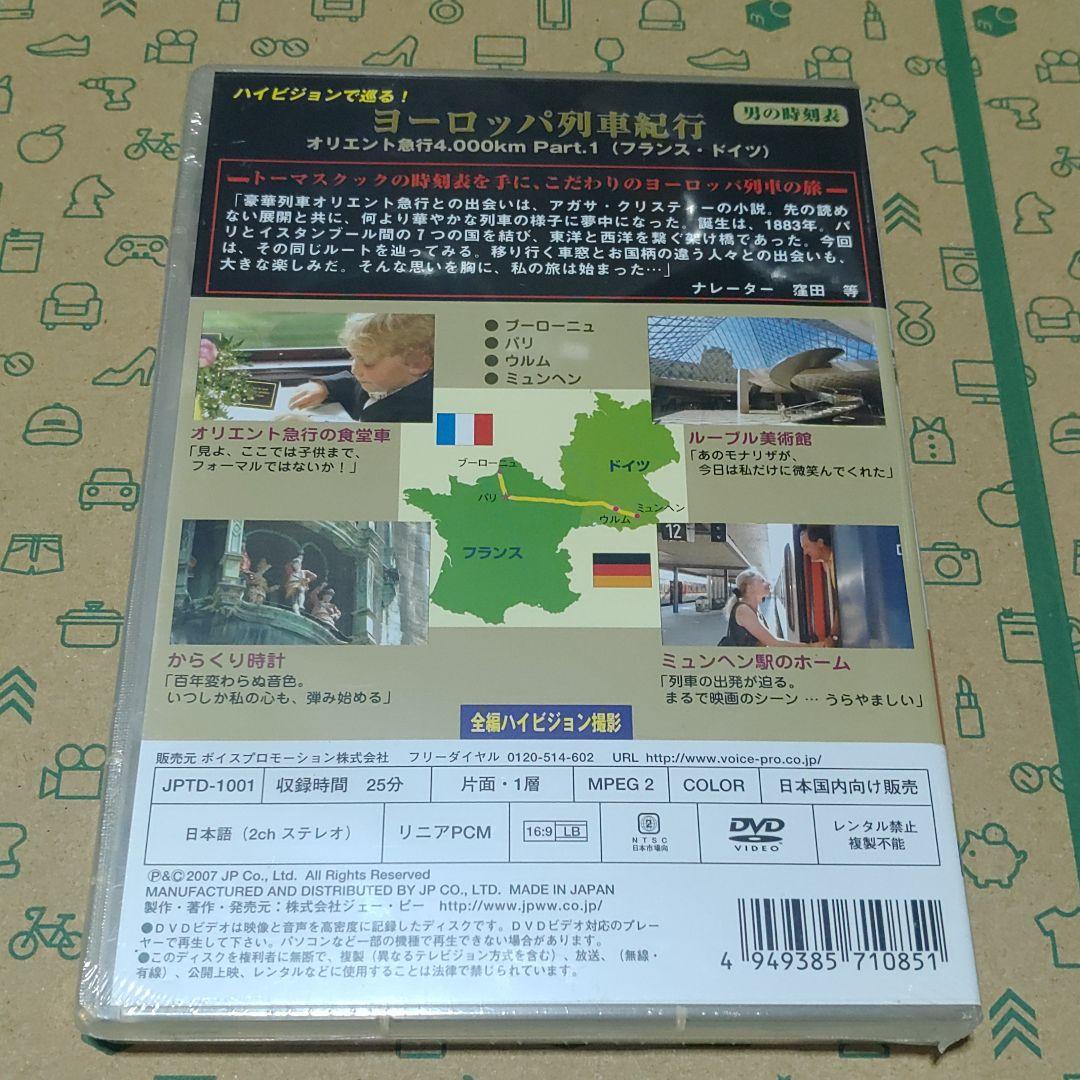 ハイビジョンで巡る!
ヨーロッパ列車紀行
男の時刻表
オリエント急行4.000km Part.1(フランス・ドイツ)
トーマスクックの時刻表を手に、こだわりのヨーロッパ列車の旅
「豪華列車オリエント急行との出会いは、アガサ・クリスティーの小説。先の読め
ない展開と共に、何より華やかな列車の様子に夢中になった。誕生は、1883年。パ
リとイスタンブール間の7つの国を結び、東洋と西洋を繋ぐ架け橋であった。今回
は、その同じルートを辿ってみる。移り行く車窓とお国柄の違う人々との出会いも、
大きな楽しみだ。そんな思いを胸に、私の旅は始まった…」
ナレーター 窪田 等
●ブーローニュ
●パリ
●ウルム
●ミュンヘン
オリエント急行の食堂車
「見よ、ここでは子供まで、
フォーマルではないか!」
ルーブル美術館
「あのモナリザが、
今日は私だけに微笑んでくれた」
ブーローニュ
ドイツ
パリ
ミュンヘン
ウルム
フランス
12
からくり時計
「百年変わらぬ音色。
いつしか私の心も、弾み始める」
ミュンヘン駅のホーム
「列車の出発が迫る。
まるで映画のシーン … うらやましい」
全編ハイビジョン撮影
販売元 ボイスプロモーション株式会社 フリーダイヤル 0120-514-602 URL http://www.voice-pro.co.jp/
JPTD-1001 収録時間 25分 片面・1層 MPEG 2 COLOR 日本国内向け販売
日本語(2ch ステレオ) リニアPCM 16:9 LB 2 NTSC 日本市場向 DVD VIDEO レンタル禁止 複製不能
Ⓟ&©2007 JP Co., Ltd. All Rights Reserved
MANUFACTURED AND DISTRIBUTED BY JP CO., LTD. MADE IN JAPAN
製作・著作・発売元:株式会社ジェー・ピー http://www.jpww.co.jp/
●DVDビデオは映像と音声を高密度に記録したディスクです。DVDビデオ対応のプレー
ヤーで再生して下さい。パソコンなど一部の機種で再生できない場合があります。
●このディスクを権利者に無断で、複製(異なるテレビジョン方式を含む)、放送、(無線・
有線)、公開上映、レンタルなどに使用することは法律で禁じられています。
4 949385 710851